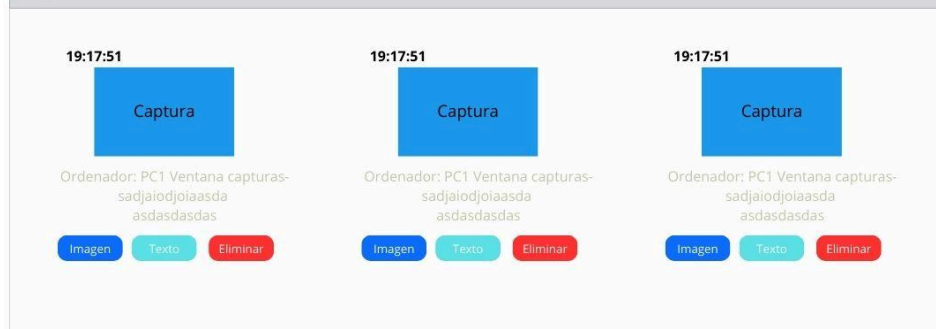 19:17:51
Captura
Ordenador: PC1 Ventana capturas-
sadjaiodjoiaasda
asdasdasdas
Imagen Texto Eliminar
19:17:51
Captura
Ordenador: PC1 Ventana capturas-
sadjaiodjoiaasda
asdasdasdas
Imagen Texto Eliminar
19:17:51
Captura
Ordenador: PC1 Ventana capturas-
sadjaiodjoiaasda
asdasdasdas
Imagen Texto Eliminar